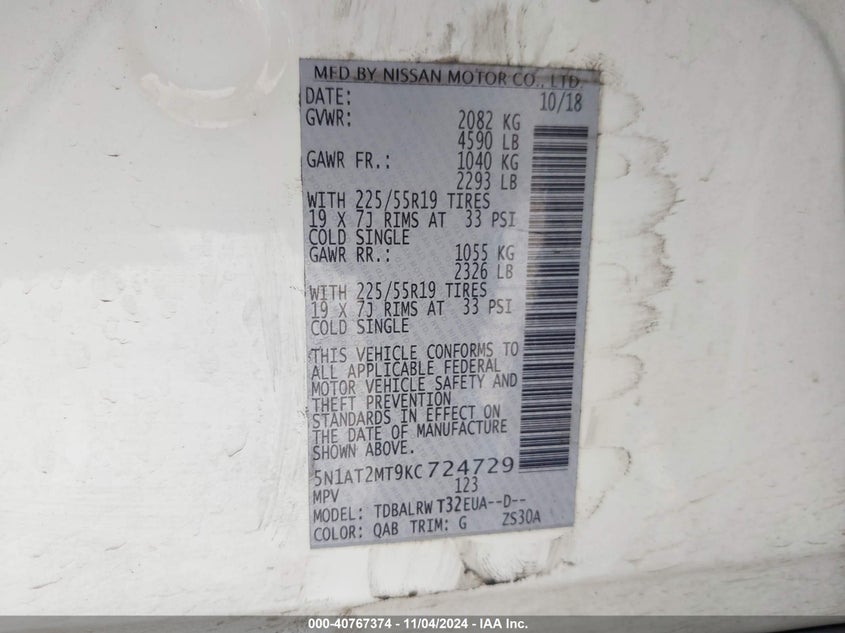 MFD BY NISSAN MOTOR CO., LTD.
DATE: 10/18
GVWR: 2082 KG
4590 LB
GAWR FR.: 1040 KG
2293 LB
WITH 225/55R19 TIRES
19 X 7J RIMS AT 33 PSI
COLD SINGLE
GAWR RR.: 1055 KG
2326 LB
WITH 225/55R19 TIRES
19 X 7J RIMS AT 33 PSI
COLD SINGLE
THIS VEHICLE CONFORMS TO
ALL APPLICABLE FEDERAL
MOTOR VEHICLE SAFETY AND
THEFT PREVENTION
STANDARDS IN EFFECT ON
THE DATE OF MANUFACTURE
SHOWN ABOVE.
5N1AT2MT9KC724729
MPV 123
MODEL: TDBALRW T32EUA--D--
COLOR: QAB TRIM: G ZS30A
000-40767374 - 11/04/2024 - IAA Inc.